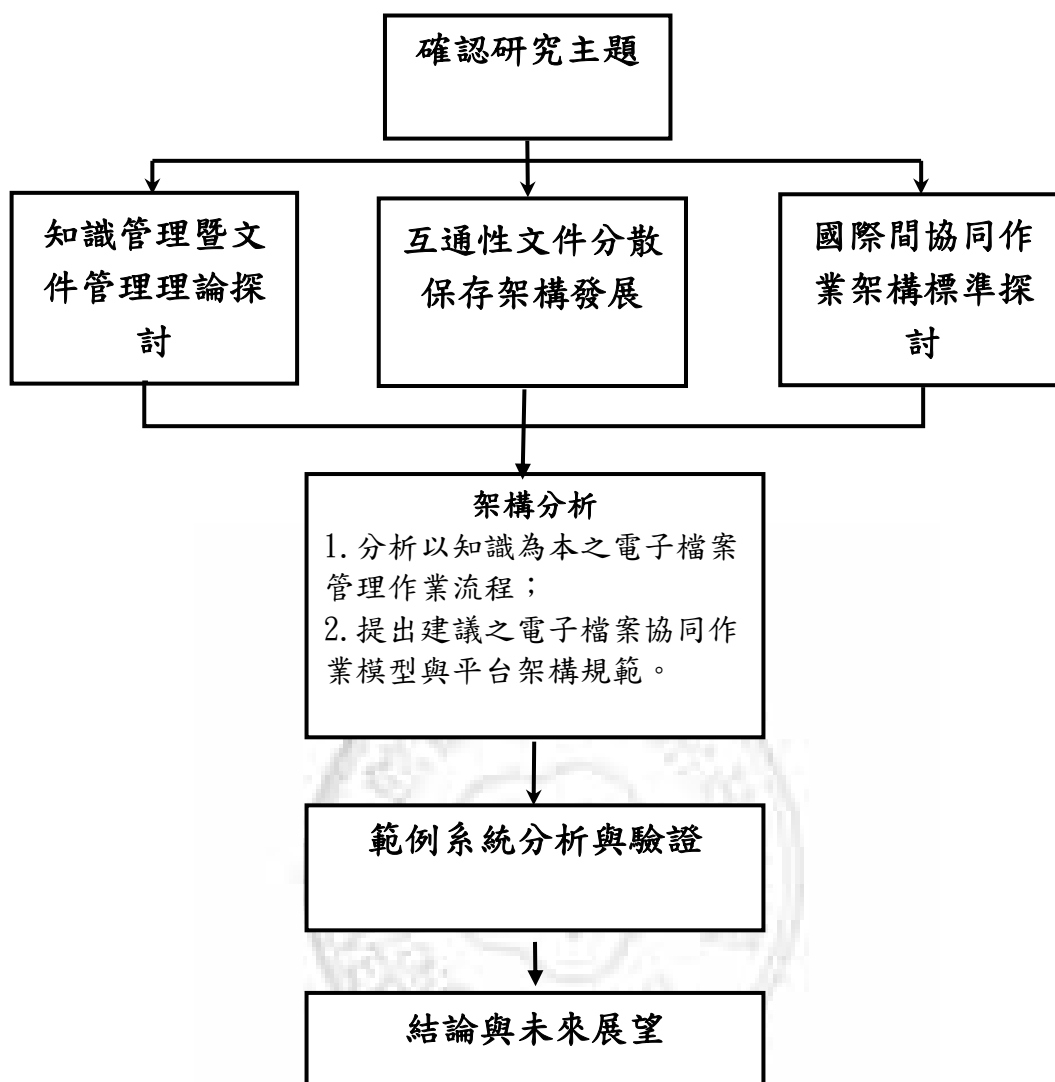 確認研究主題
知識管理暨文
件管理理論探
討
互通性文件分散
保存架構發展
國際間協同作
業架構標準探
討
架構分析
1. 分析以知識為本之電子檔案
管理作業流程；
2. 提出建議之電子檔案協同作
業模型與平台架構規範。
範例系統分析與驗證
結論與未來展望